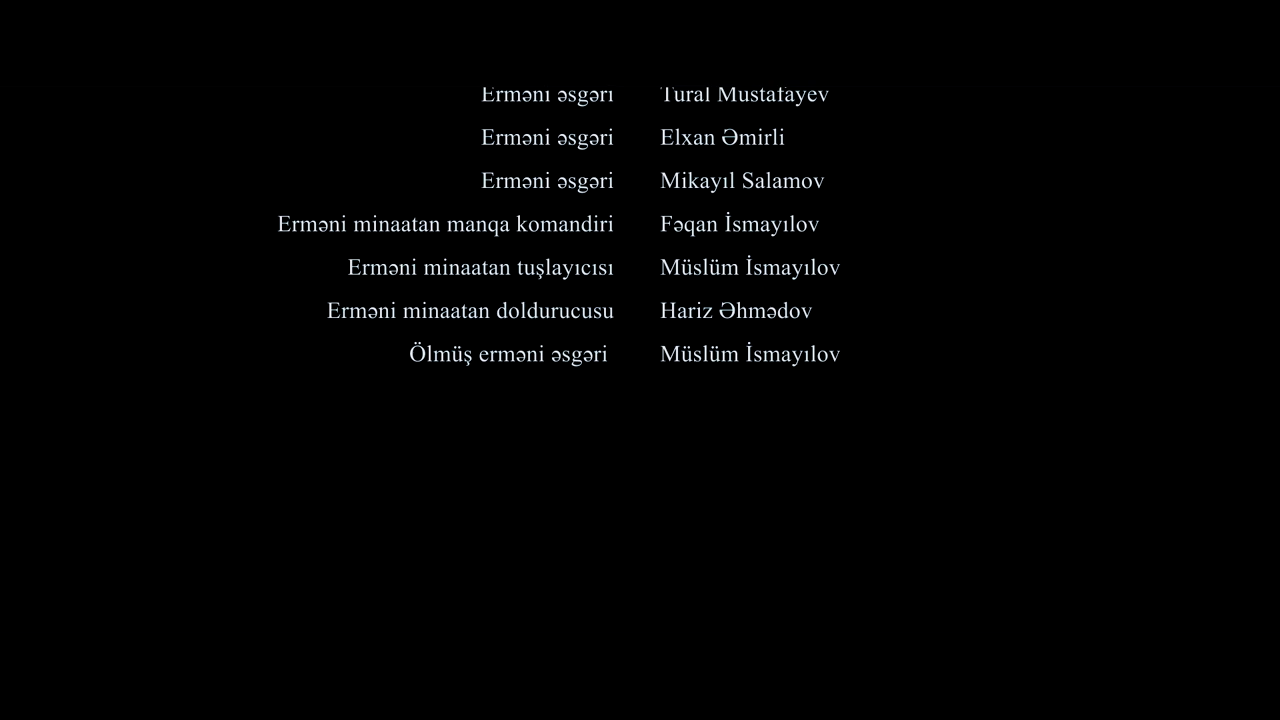 Erməni əsgəri Tural Mustafayev
Erməni əsgəri Elxan Əmirli
Erməni əsgəri Mikayıl Salamov
Erməni minaatan manqa komandiri Fəqan İsmayılov
Erməni minaatan tuşlayıcısı Müslüm İsmayılov
Erməni minaatan doldurucusu Hariz Əhmədov
Ölmüş erməni əsgəri Müslüm İsmayılov